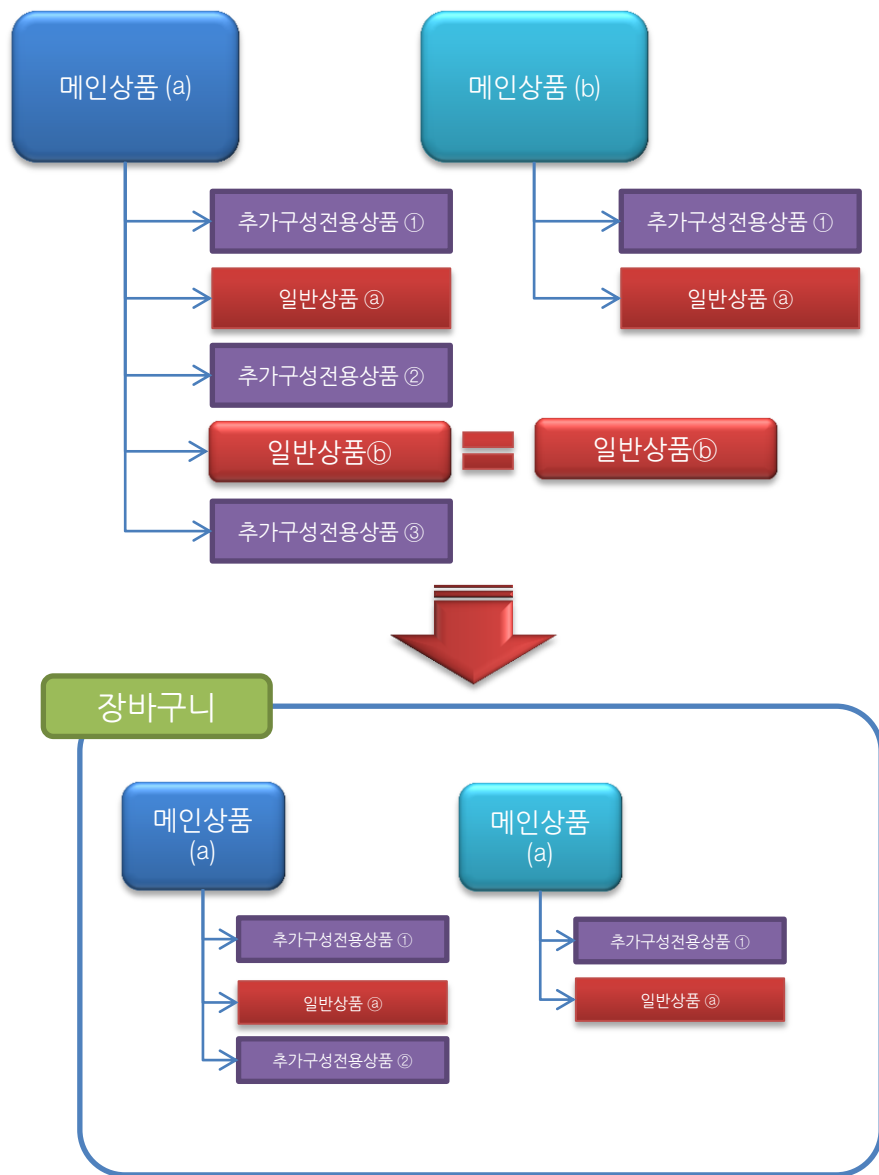 메인상품 (a)
메인상품 (b)
추가구성전용상품 ①
추가구성전용상품 ①
일반상품 ⓐ
일반상품 ⓐ
추가구성전용상품 ②
일반상품ⓑ
일반상품ⓑ
추가구성전용상품 ③
장바구니
메인상품
(a)
메인상품
(a)
추가구성전용상품 ①
추가구성전용상품 ①
일반상품 ⓐ
일반상품 ⓐ
추가구성전용상품 ②